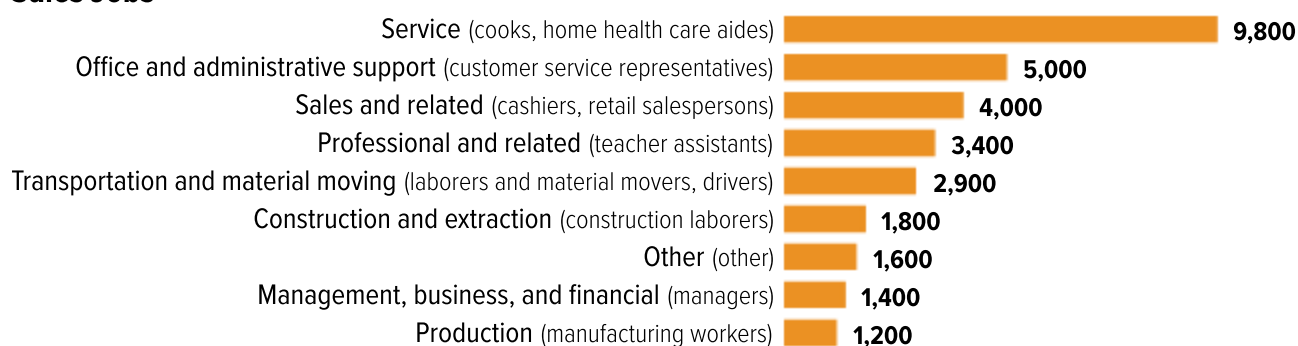 Service (cooks, home health care aides) 9,800
Office and administrative support (customer service representatives) 5,000
Sales and related (cashiers, retail salespersons) 4,000
Professional and related (teacher assistants) 3,400
Transportation and material moving (laborers and material movers, drivers) 2,900
Construction and extraction (construction laborers) 1,800
Other (other) 1,600
Management, business, and financial (managers) 1,400
Production (manufacturing workers) 1,200